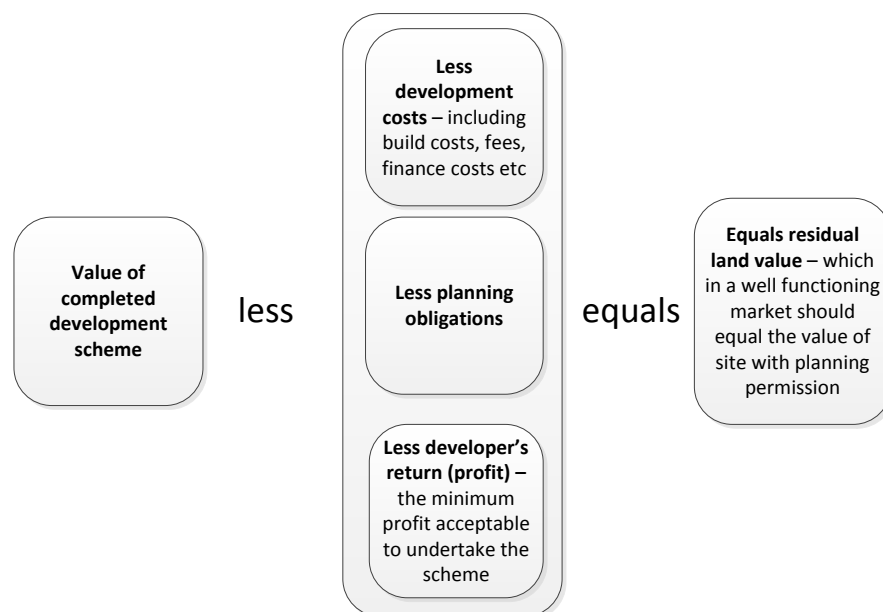 Value of
completed
development
scheme
less
Less
development
costs – including
build costs, fees,
finance costs etc
Less planning
obligations
Less developer’s
return (profit) –
the minimum
profit acceptable
to undertake the
scheme
equals
Equals residual
land value – which
in a well functioning
market should
equal the value of
site with planning
permission